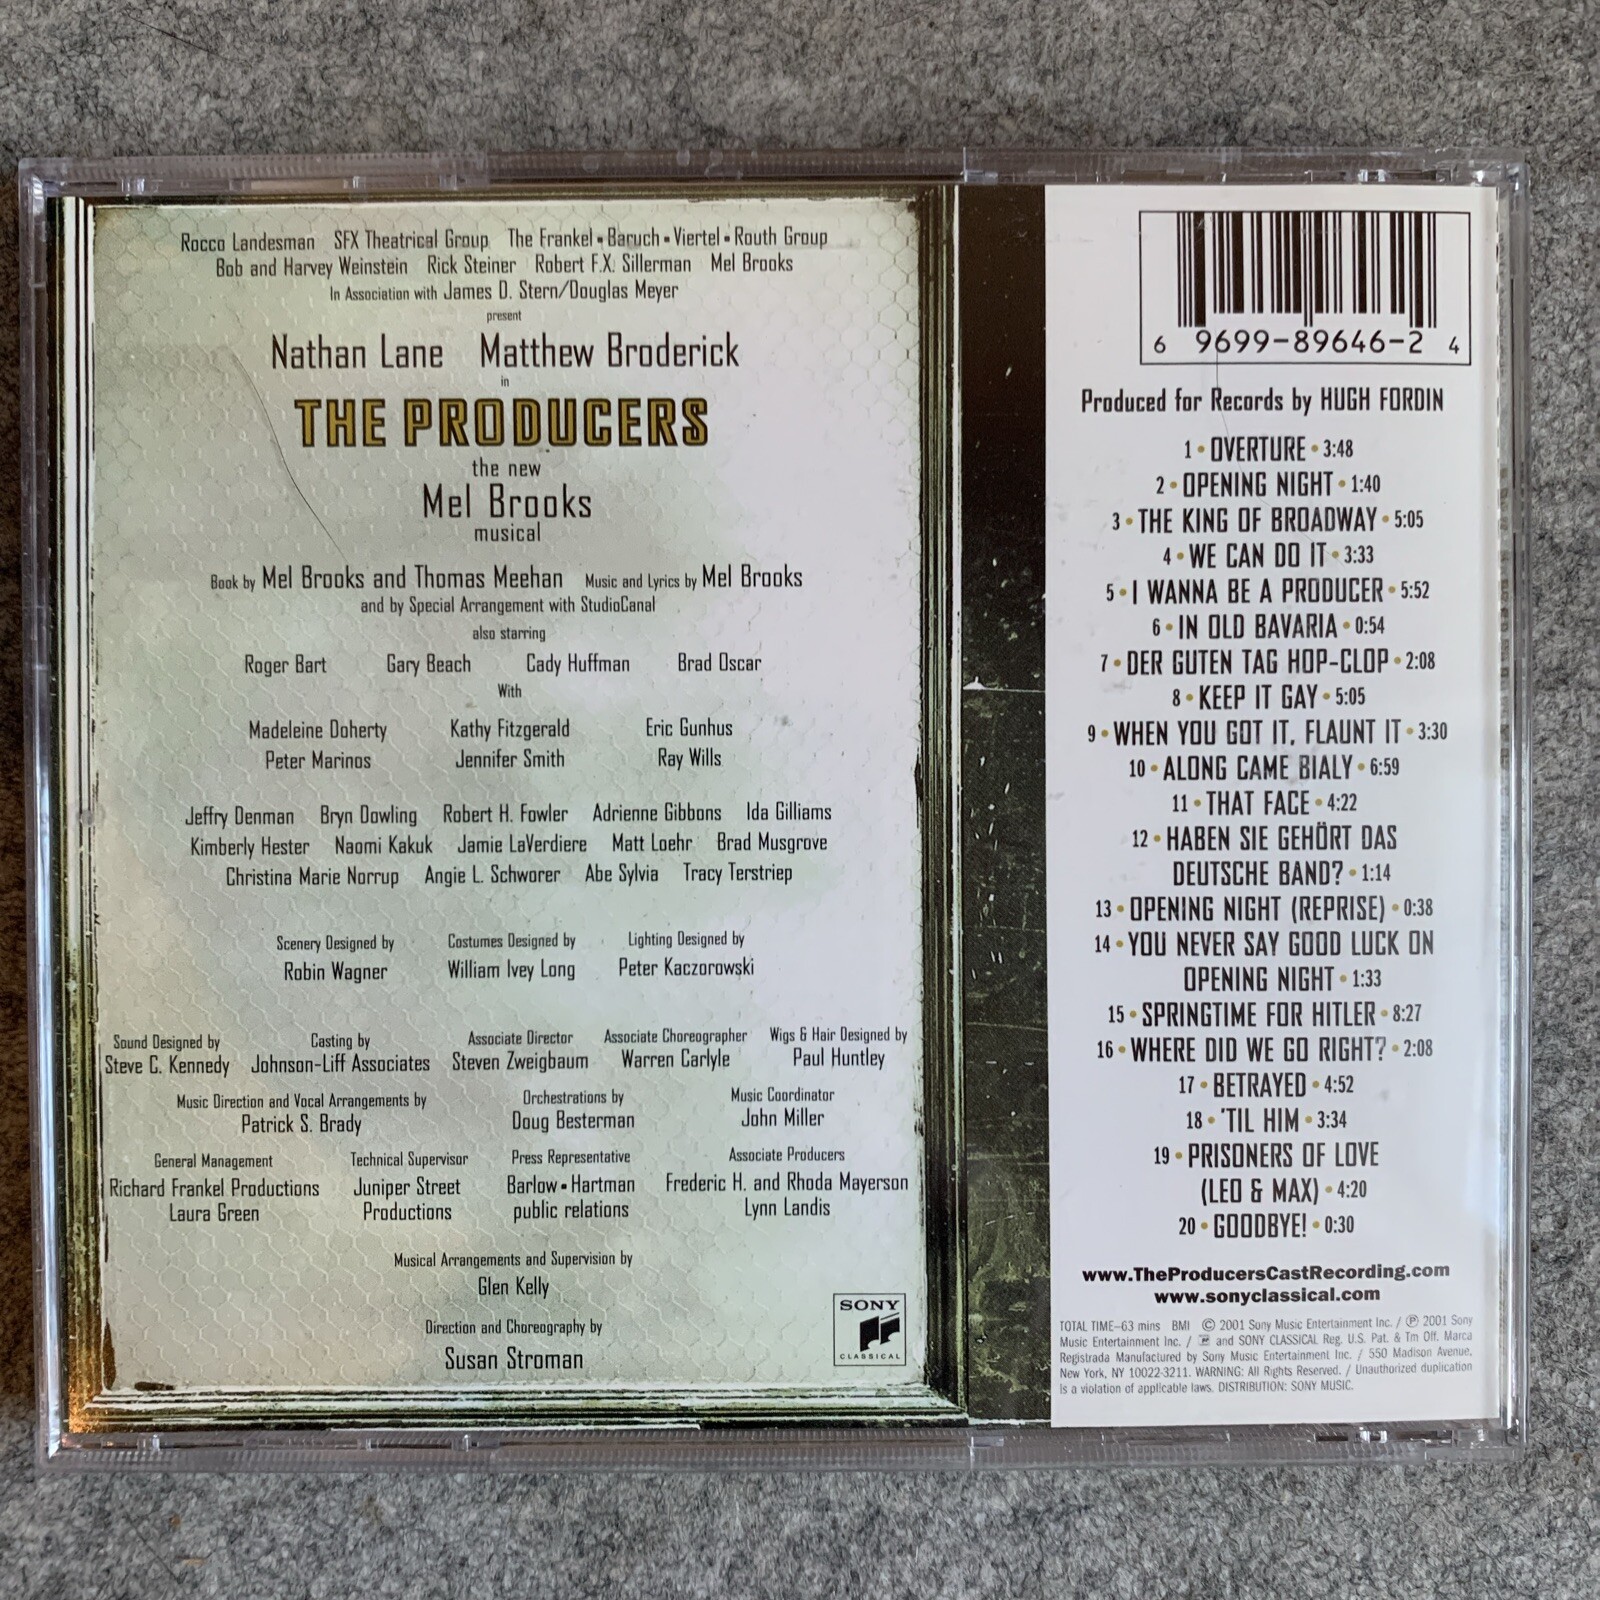 Rocco Landesman SFX Theatrical Group The Frankel▪Baruch▪Viertel▪Routh Group
Bob and Harvey Weinstein Rick Steiner Robert F.X. Sillerman Mel Brooks
In Association with James D. Stern/Douglas Meyer
present
Nathan Lane Matthew Broderick
in
THE PRODUCERS
the new
Mel Brooks
musical
Book by Mel Brooks and Thomas Meehan Music and Lyrics by Mel Brooks
and by Special Arrangement with StudioCanal
also starring
Roger Bart Gary Beach Cady Huffman Brad Oscar
With
Madeleine Doherty Kathy Fitzgerald Eric Gunhus
Peter Marinos Jennifer Smith Ray Wills
Jeffry Denman Bryn Dowling Robert H. Fowler Adrienne Gibbons Ida Gilliams
Kimberly Hester Naomi Kakuk Jamie LaVerdiere Matt Loehr Brad Musgrove
Christina Marie Norrup Angie L. Schworer Abe Sylvia Tracy Terstriep
Scenery Designed by Costumes Designed by Lighting Designed by
Robin Wagner William Ivey Long Peter Kaczorowski
Sound Designed by Casting by Associate Director Associate Choreographer Wigs & Hair Designed by
Steve C. Kennedy Johnson-Liff Associates Steven Zweigbaum Warren Carlyle Paul Huntley
Music Direction and Vocal Arrangements by Orchestrations by Music Coordinator
Patrick S. Brady Doug Besterman John Miller
General Management Technical Supervisor Press Representative Associate Producers
Richard Frankel Productions Juniper Street Barlow▪Hartman Frederic H. and Rhoda Mayerson
Laura Green Productions public relations Lynn Landis
Musical Arrangements and Supervision by
Glen Kelly
Direction and Choreography by
Susan Stroman
SONY
CLASSICAL
6 9699-89646-2 4
Produced for Records by HUGH FORDIN
1 • OVERTURE • 3:48
2 • OPENING NIGHT • 1:40
3 • THE KING OF BROADWAY • 5:05
4 • WE CAN DO IT • 3:33
5 • I WANNA BE A PRODUCER • 5:52
6 • IN OLD BAVARIA • 0:54
7 • DER GUTEN TAG HOP-CLOP • 2:08
8 • KEEP IT GAY • 5:05
9 • WHEN YOU GOT IT, FLAUNT IT • 3:30
10 • ALONG CAME BIALY • 6:59
11 • THAT FACE • 4:22
12 • HABEN SIE GEHÖRT DAS
DEUTSCHE BAND? • 1:14
13 • OPENING NIGHT (REPRISE) • 0:38
14 • YOU NEVER SAY GOOD LUCK ON
OPENING NIGHT • 1:33
15 • SPRINGTIME FOR HITLER • 8:27
16 • WHERE DID WE GO RIGHT? • 2:08
17 • BETRAYED • 4:52
18 • 'TIL HIM • 3:34
19 • PRISONERS OF LOVE
(LEO & MAX) • 4:20
20 • GOODBYE! • 0:30
www.TheProducersCastRecording.com
www.sonyclassical.com
TOTAL TIME–63 mins BMI © 2001 Sony Music Entertainment Inc. / ℗ 2001 Sony
Music Entertainment Inc. / and SONY CLASSICAL Reg. U.S. Pat. & Tm Off. Marca
Registrada Manufactured by Sony Music Entertainment Inc. / 550 Madison Avenue,
New York, NY 10022-3211. WARNING: All Rights Reserved. / Unauthorized duplication
is a violation of applicable laws. DISTRIBUTION: SONY MUSIC.